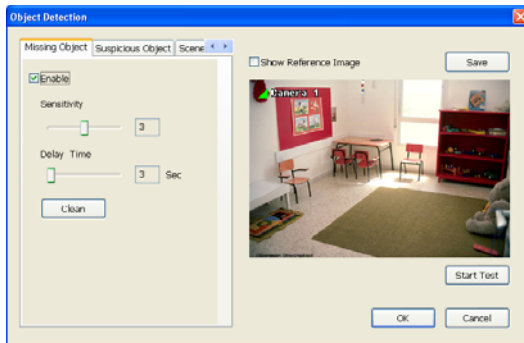 Object Detection
Missing Object
Suspicious Object
Scene
Enable
Sensitivity
3
Delay Time
3 Sec
Clean
Show Reference Image
Save
Camera 1
Start Test
OK
Cancel